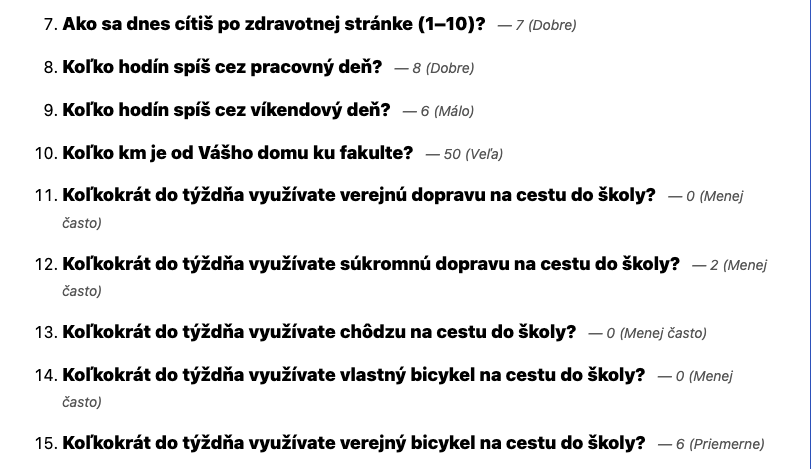 7. Ako sa dnes cítiš po zdravotnej stránke (1–10)? — 7 (Dobre)
8. Koľko hodín spíš cez pracovný deň? — 8 (Dobre)
9. Koľko hodín spíš cez víkendový deň? — 6 (Málo)
10. Koľko km je od Vášho domu ku fakulte? — 50 (Veľa)
11. Koľkokrát do týždňa využívate verejnú dopravu na cestu do školy? — 0 (Menej
často)
12. Koľkokrát do týždňa využívate súkromnú dopravu na cestu do školy? — 2 (Menej
často)
13. Koľkokrát do týždňa využívate chôdzu na cestu do školy? — 0 (Menej často)
14. Koľkokrát do týždňa využívate vlastný bicykel na cestu do školy? — 0 (Menej
často)
15. Koľkokrát do týždňa využívate verejný bicykel na cestu do školy? — 6 (Priemerne)